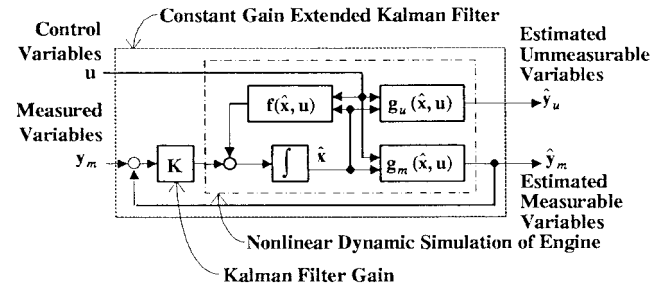 Constant Gain Extended Kalman Filter
Control
Variables
u
Estimated
Ummeasurable
Variables
f(x̂, u)
g_u (x̂, u)
ŷ_u
Measured
Variables
y_m
K
∫
x̂
g_m (x̂, u)
ŷ_m
Estimated
Measurable
Variables
Nonlinear Dynamic Simulation of Engine
Kalman Filter Gain